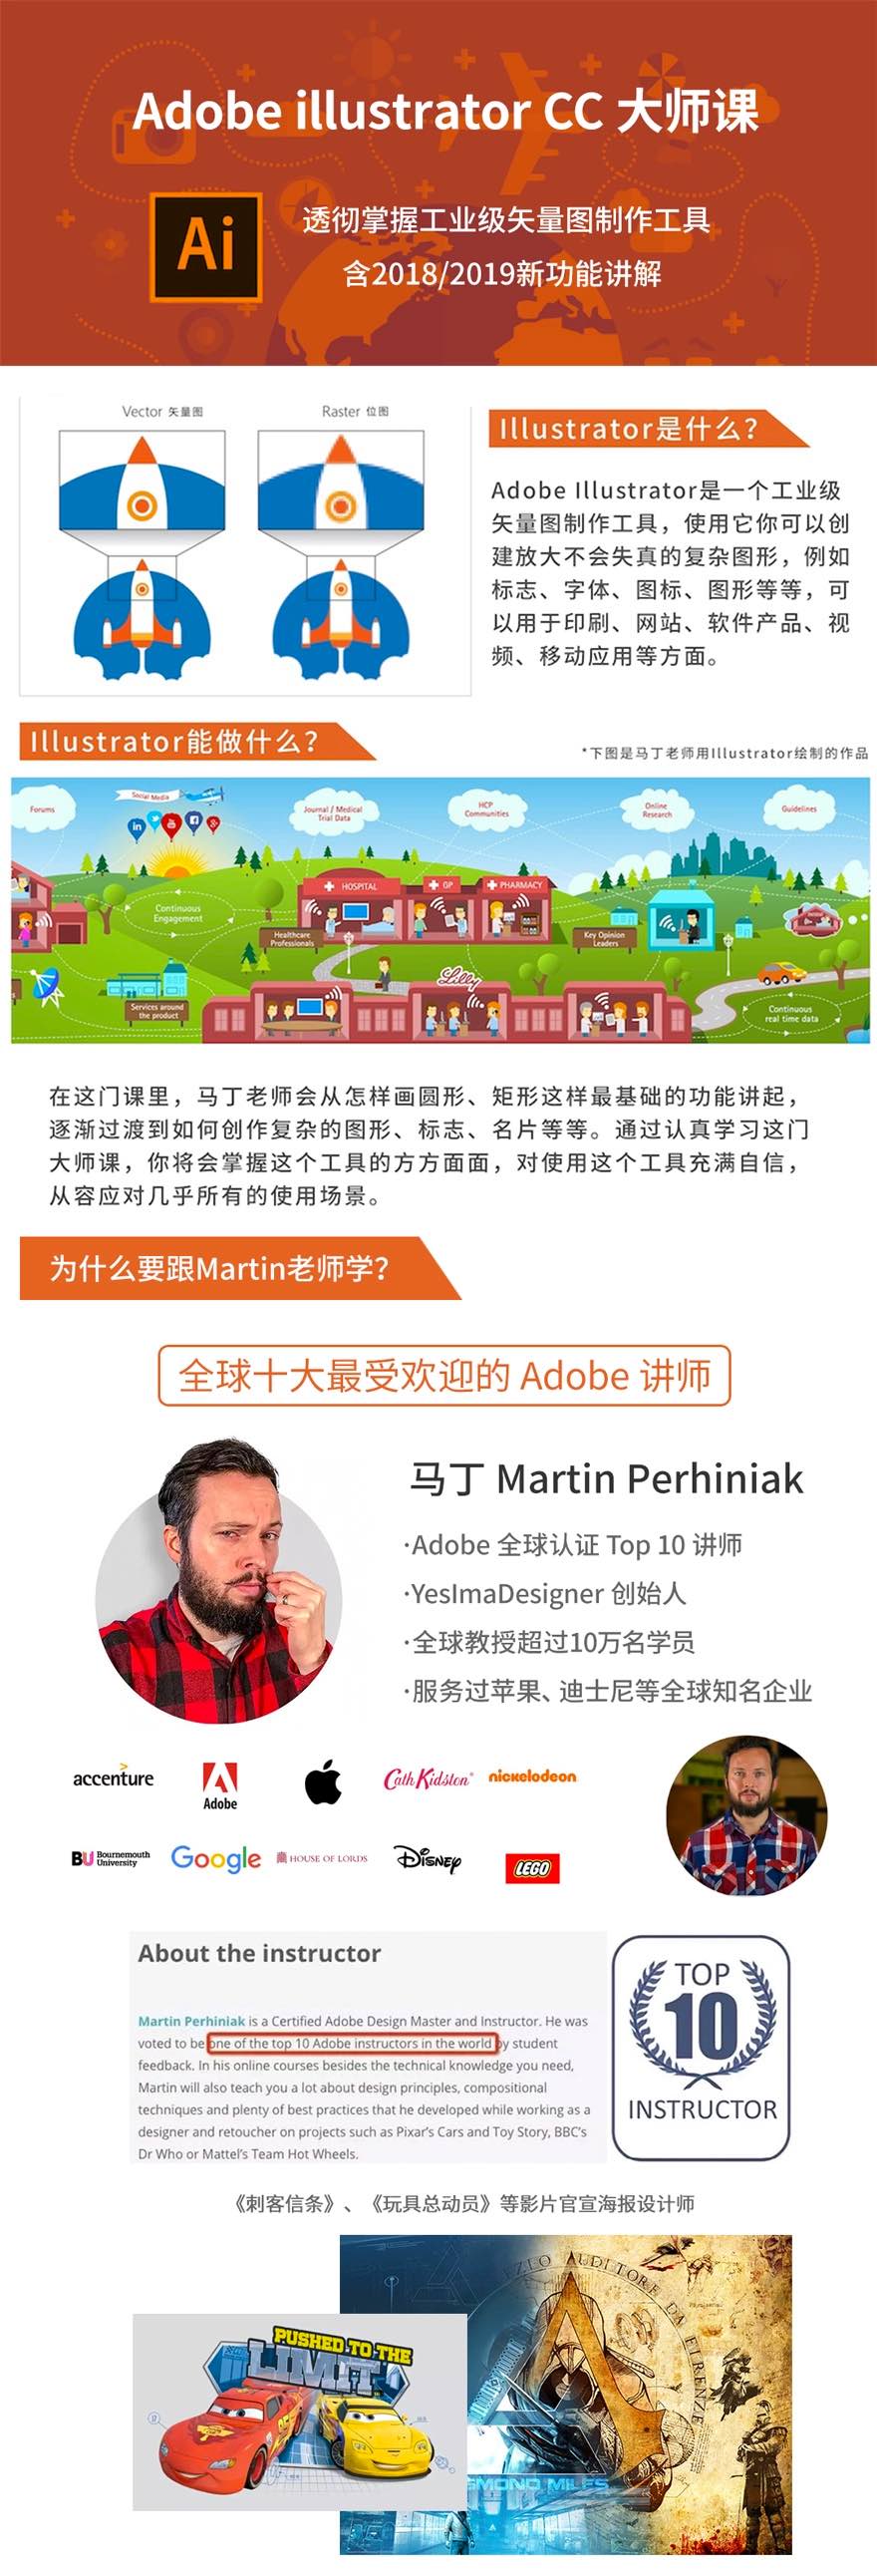 Adobe illustrator CC 大师课
Ai
透彻掌握工业级矢量图制作工具
含2018/2019新功能讲解
Vector 矢量图
Raster 位图
Illustrator是什么？
Adobe Illustrator是一个工业级
矢量图制作工具，使用它你可以创
建放大不会失真的复杂图形，例如
标志、字体、图标、图形等等，可
以用于印刷、网站、软件产品、视
频、移动应用等方面。
Illustrator能做什么？
*下图是马丁老师用Illustrator绘制的作品
Forums
Social Media
Journal / Medical
Trial Data
HCP
Communities
Online
Research
Guidelines
in
You
HOSPITAL
GP
PHARMACY
Continuous
Engagement
Healthcare
Professionals
Key Opinion
Leaders
Lilly
Services around
the product
Continuous
real time data
在这门课里，马丁老师会从怎样画圆形、矩形这样最基础的功能讲起，
逐渐过渡到如何创作复杂的图形、标志、名片等等。通过认真学习这门
大师课，你将会掌握这个工具的方方面面，对使用这个工具充满自信，
从容应对几乎所有的使用场景。
为什么要跟Martin老师学？
全球十大最受欢迎的 Adobe 讲师
马丁 Martin Perhiniak
·Adobe 全球认证 Top 10 讲师
·YesImaDesigner 创始人
·全球教授超过10万名学员
·服务过苹果、迪士尼等全球知名企业
accenture
Adobe
Cath Kidston
nickelodeon
BU Bournemouth
University
Google
HOUSE OF LORDS
DISNEY
LEGO
About the instructor
Martin Perhiniak is a Certified Adobe Design Master and Instructor. He was
voted to be one of the top 10 Adobe instructors in the world by student
feedback. In his online courses besides the technical knowledge you need,
Martin will also teach you a lot about design principles, compositional
techniques and plenty of best practices that he developed while working as a
designer and retoucher on projects such as Pixar's Cars and Toy Story, BBC's
Dr Who or Mattel's Team Hot Wheels.
TOP
10
INSTRUCTOR
《刺客信条》、《玩具总动员》等影片官宣海报设计师
EZIO AUDITORE DA FIRENZE
PUSHED TO THE
LIMIT
SMOND MILES